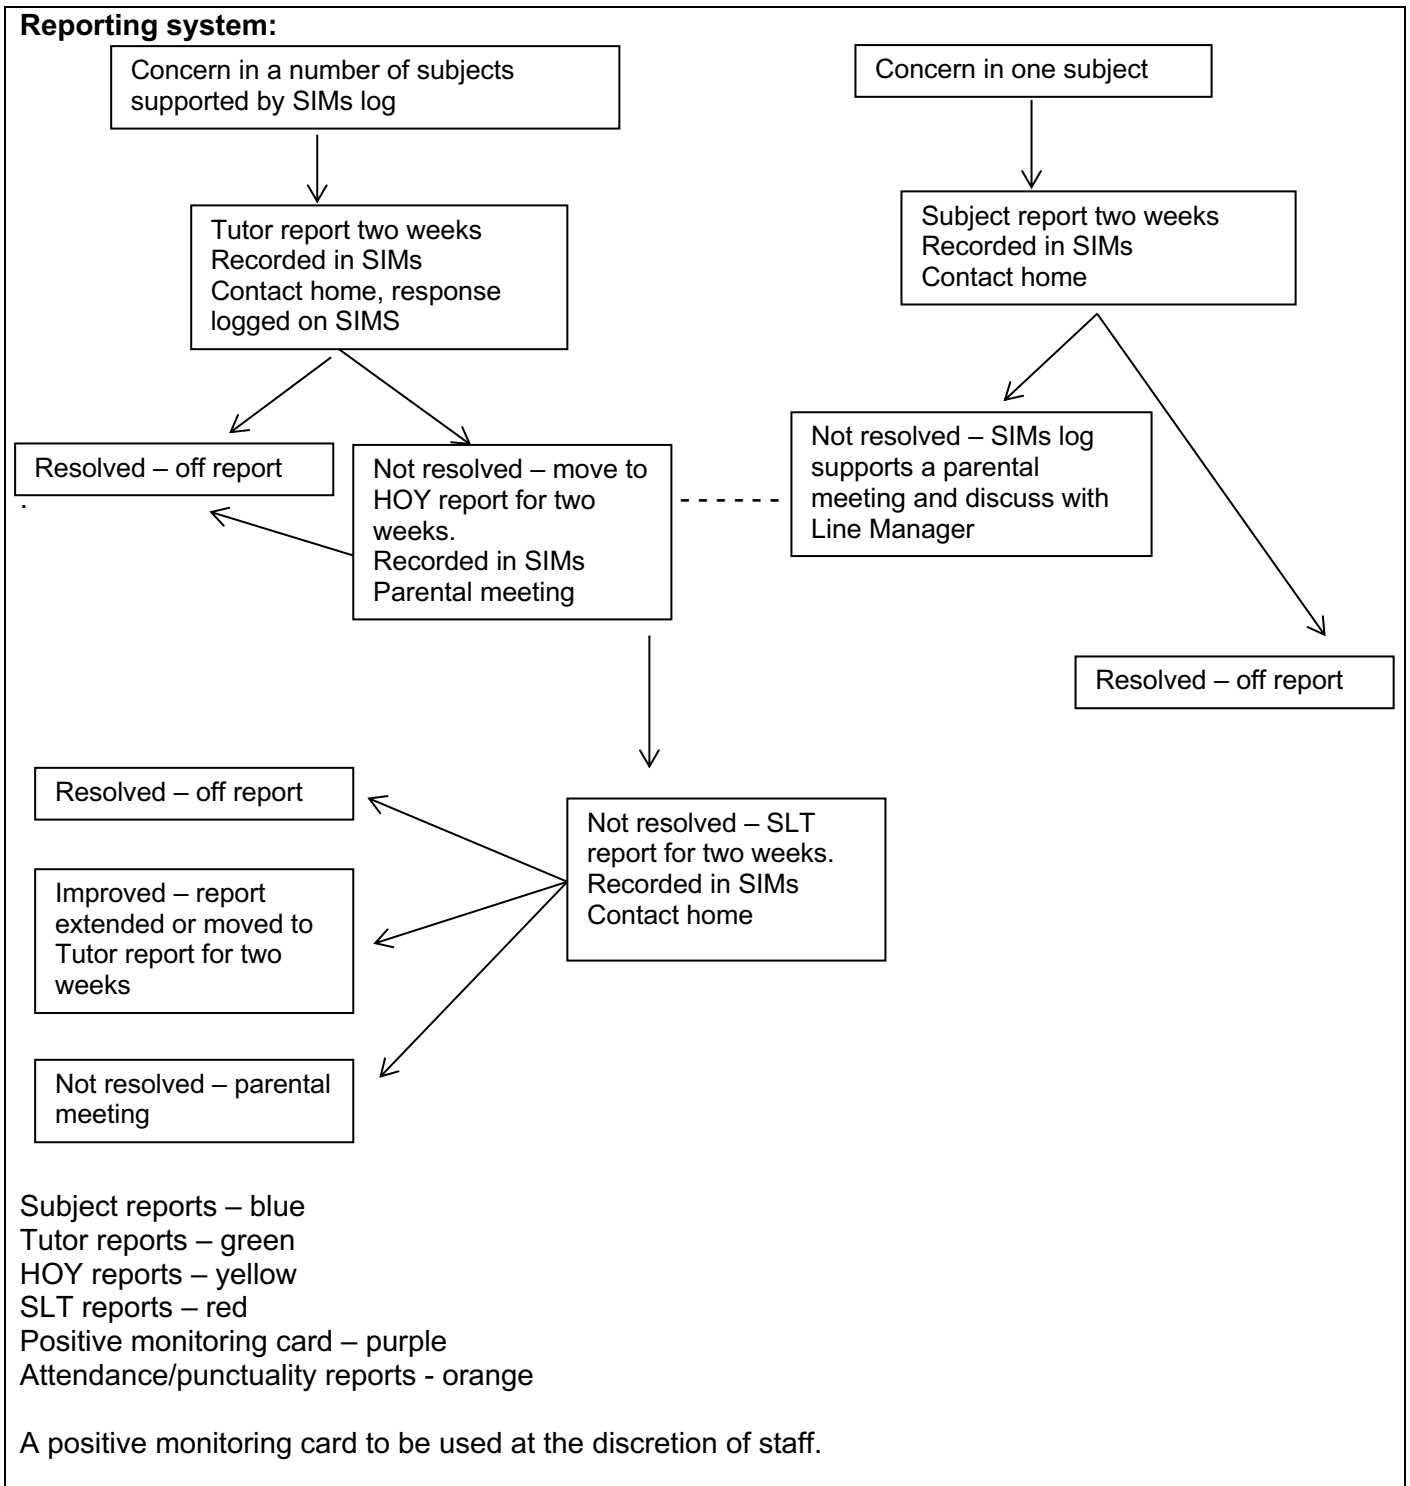 Reporting system:
Concern in a number of subjects
supported by SIMs log
Concern in one subject
Tutor report two weeks
Recorded in SIMs
Contact home, response
logged on SIMS
Subject report two weeks
Recorded in SIMs
Contact home
Resolved – off report
.
Not resolved – move to
HOY report for two
weeks.
Recorded in SIMs
Parental meeting
Not resolved – SIMs log
supports a parental
meeting and discuss with
Line Manager
Resolved – off report
Resolved – off report
Not resolved – SLT
report for two weeks.
Recorded in SIMs
Contact home
Improved – report
extended or moved to
Tutor report for two
weeks
Not resolved – parental
meeting
Subject reports – blue
Tutor reports – green
HOY reports – yellow
SLT reports – red
Positive monitoring card – purple
Attendance/punctuality reports - orange
A positive monitoring card to be used at the discretion of staff.